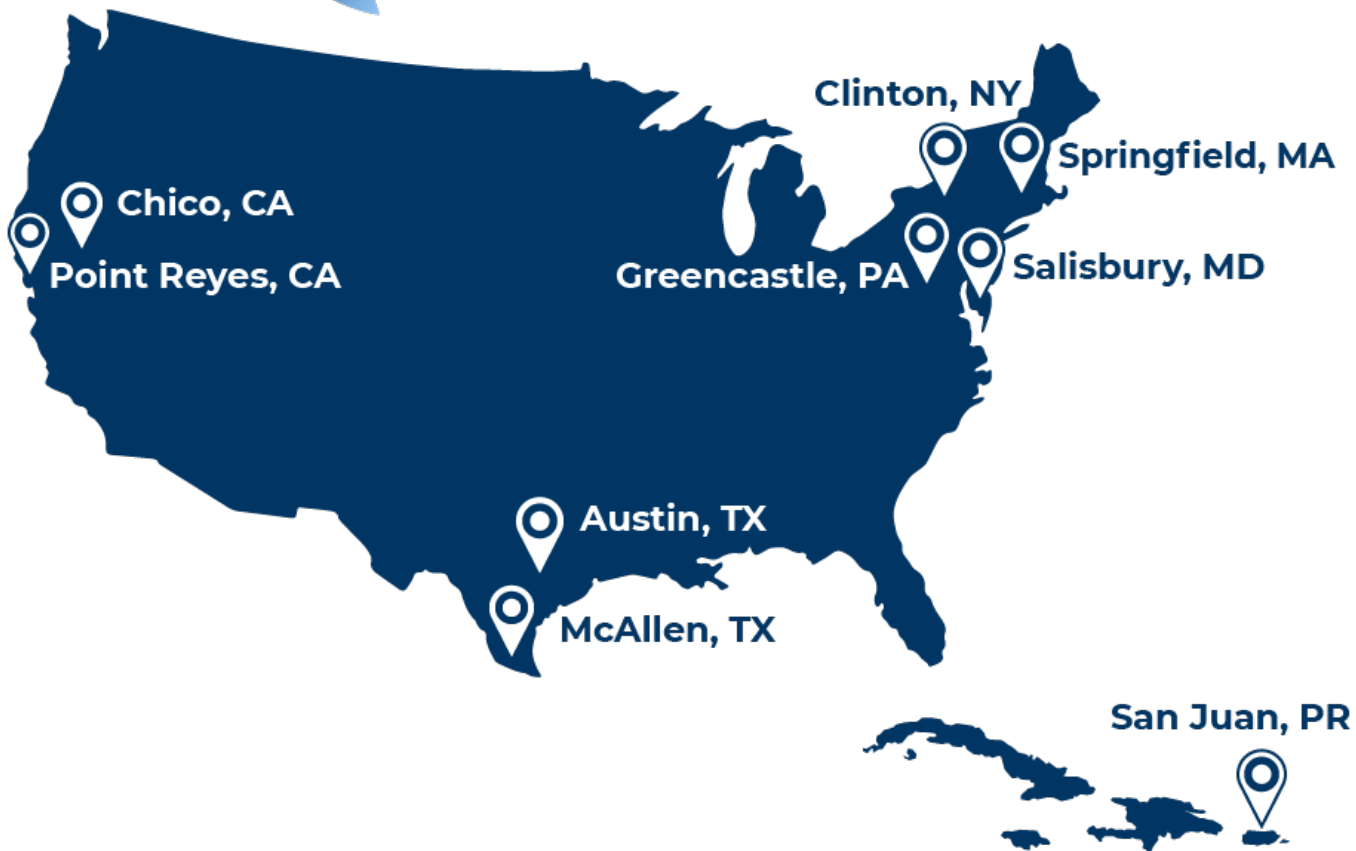 Clinton, NY
Springfield, MA
Chico, CA
Point Reyes, CA
Greencastle, PA
Salisbury, MD
Austin, TX
McAllen, TX
San Juan, PR